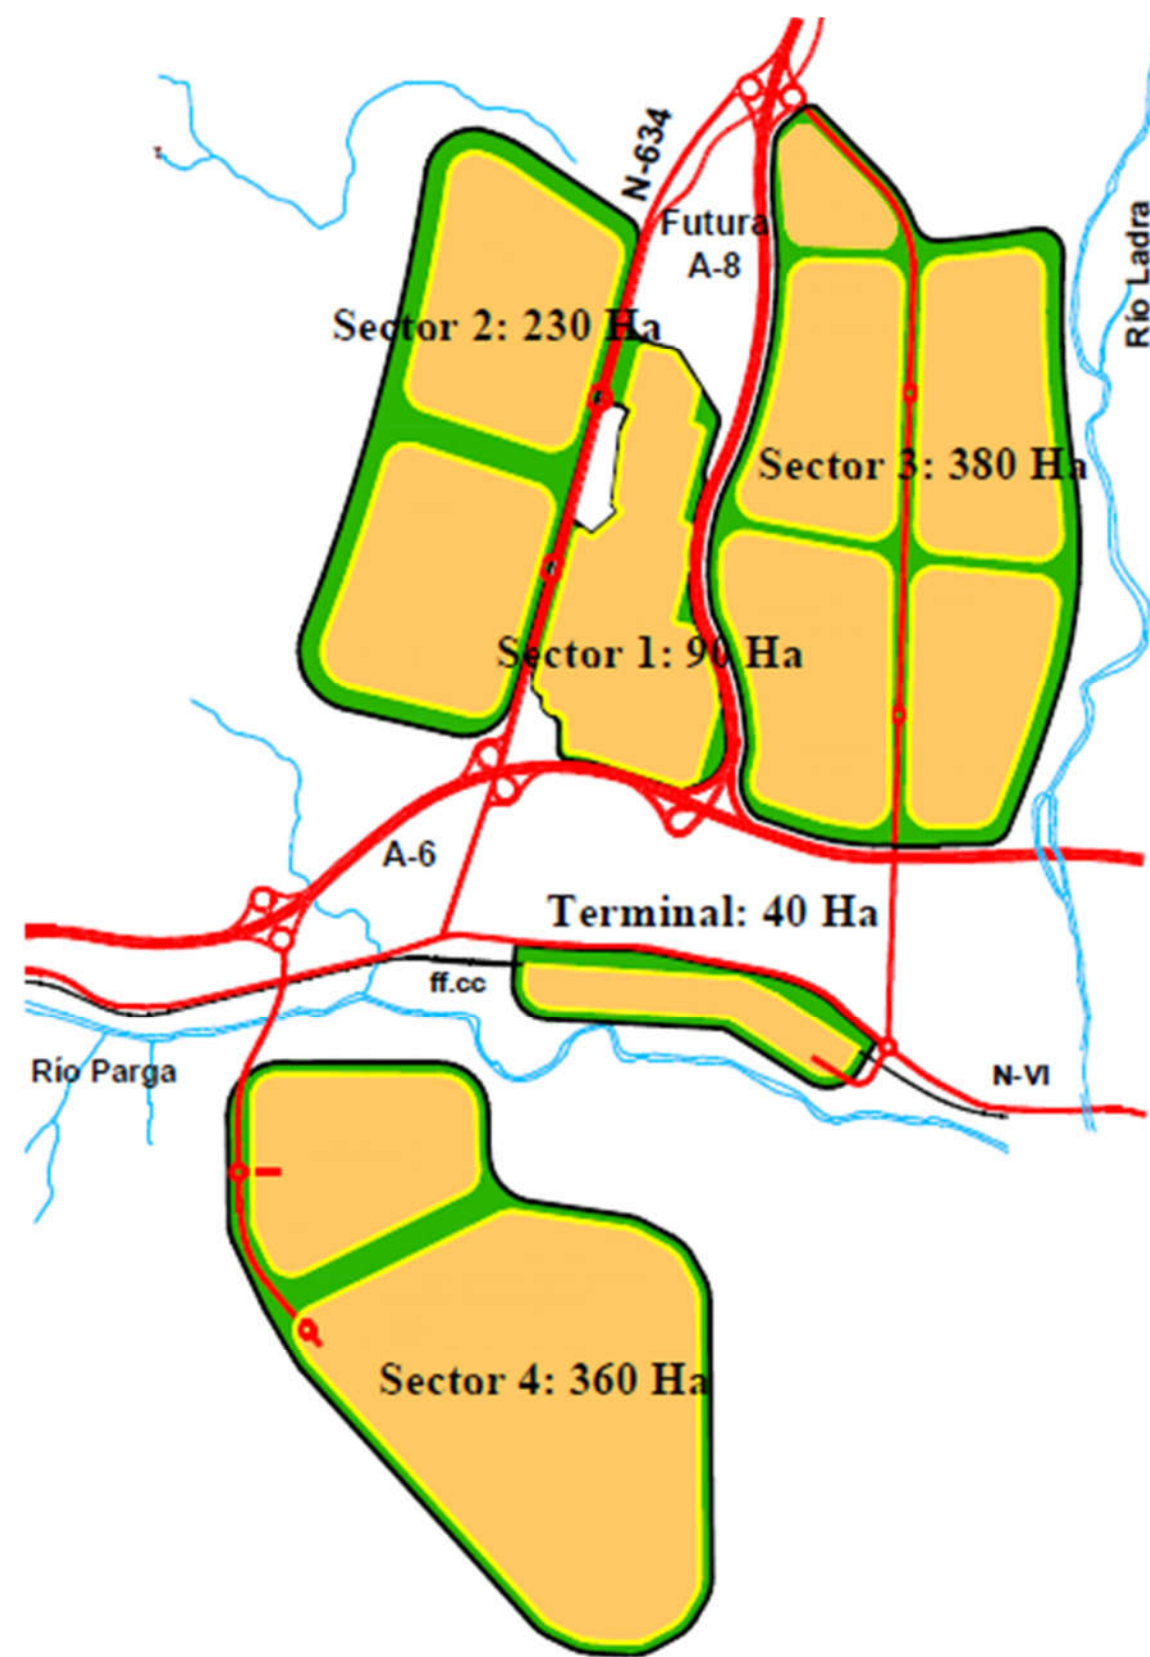 N-634
Futura
A-8
Río Ladra
Sector 2: 230 Ha
Sector 3: 380 Ha
Sector 1: 90 Ha
A-6
Terminal: 40 Ha
ff.cc
Río Parga
N-VI
Sector 4: 360 Ha